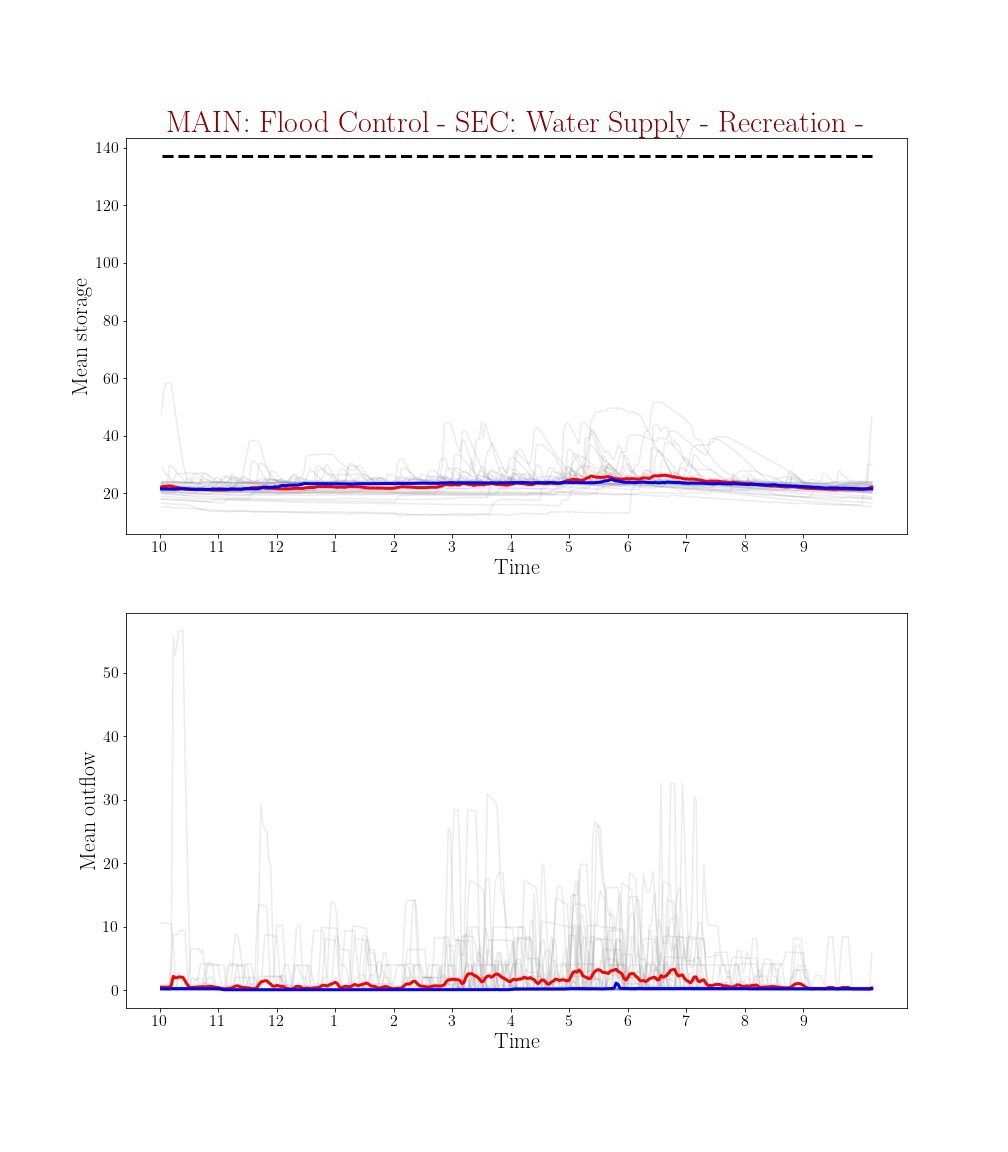 MAIN: Flood Control - SEC: Water Supply - Recreation -
140
120
100
80
60
40
20
Mean storage
10 11 12 1 2 3 4 5 6 7 8 9
Time
50
40
30
20
10
0
Mean outflow
10 11 12 1 2 3 4 5 6 7 8 9
Time